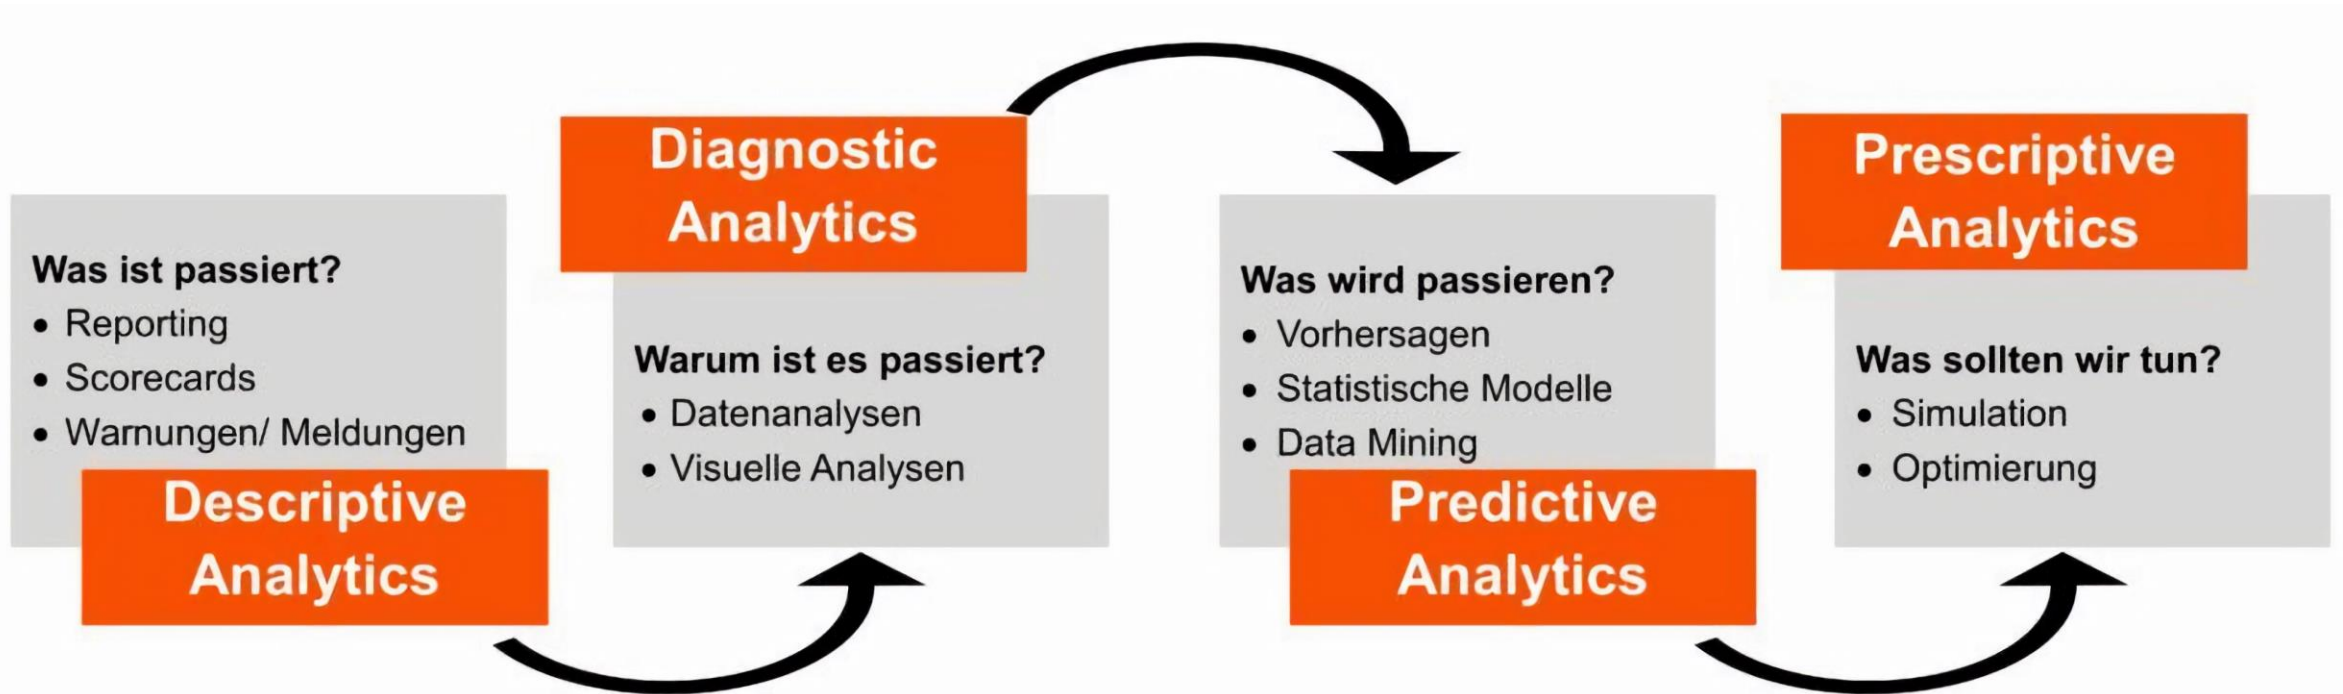 Was ist passiert?
• Reporting
• Scorecards
• Warnungen/ Meldungen
Descriptive
Analytics
Diagnostic
Analytics
Warum ist es passiert?
• Datenanalysen
• Visuelle Analysen
Was wird passieren?
• Vorhersagen
• Statistische Modelle
• Data Mining
Predictive
Analytics
Prescriptive
Analytics
Was sollten wir tun?
• Simulation
• Optimierung